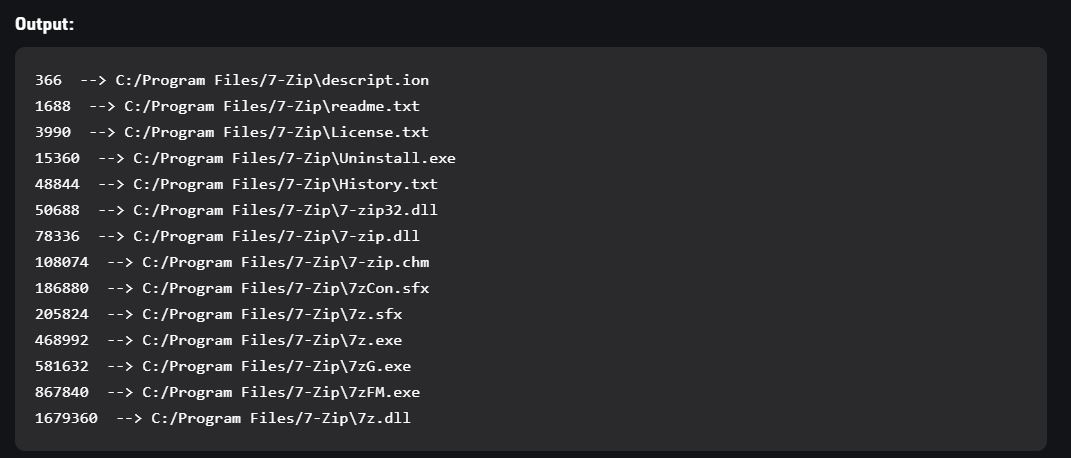 Output:
366  --> C:/Program Files/7-Zip\descript.ion
1688  --> C:/Program Files/7-Zip\readme.txt
3990  --> C:/Program Files/7-Zip\License.txt
15360  --> C:/Program Files/7-Zip\Uninstall.exe
48844  --> C:/Program Files/7-Zip\History.txt
50688  --> C:/Program Files/7-Zip\7-zip32.dll
78336  --> C:/Program Files/7-Zip\7-zip.dll
108074  --> C:/Program Files/7-Zip\7-zip.chm
186880  --> C:/Program Files/7-Zip\7zCon.sfx
205824  --> C:/Program Files/7-Zip\7z.sfx
468992  --> C:/Program Files/7-Zip\7z.exe
581632  --> C:/Program Files/7-Zip\7zG.exe
867840  --> C:/Program Files/7-Zip\7zFM.exe
1679360  --> C:/Program Files/7-Zip\7z.dll